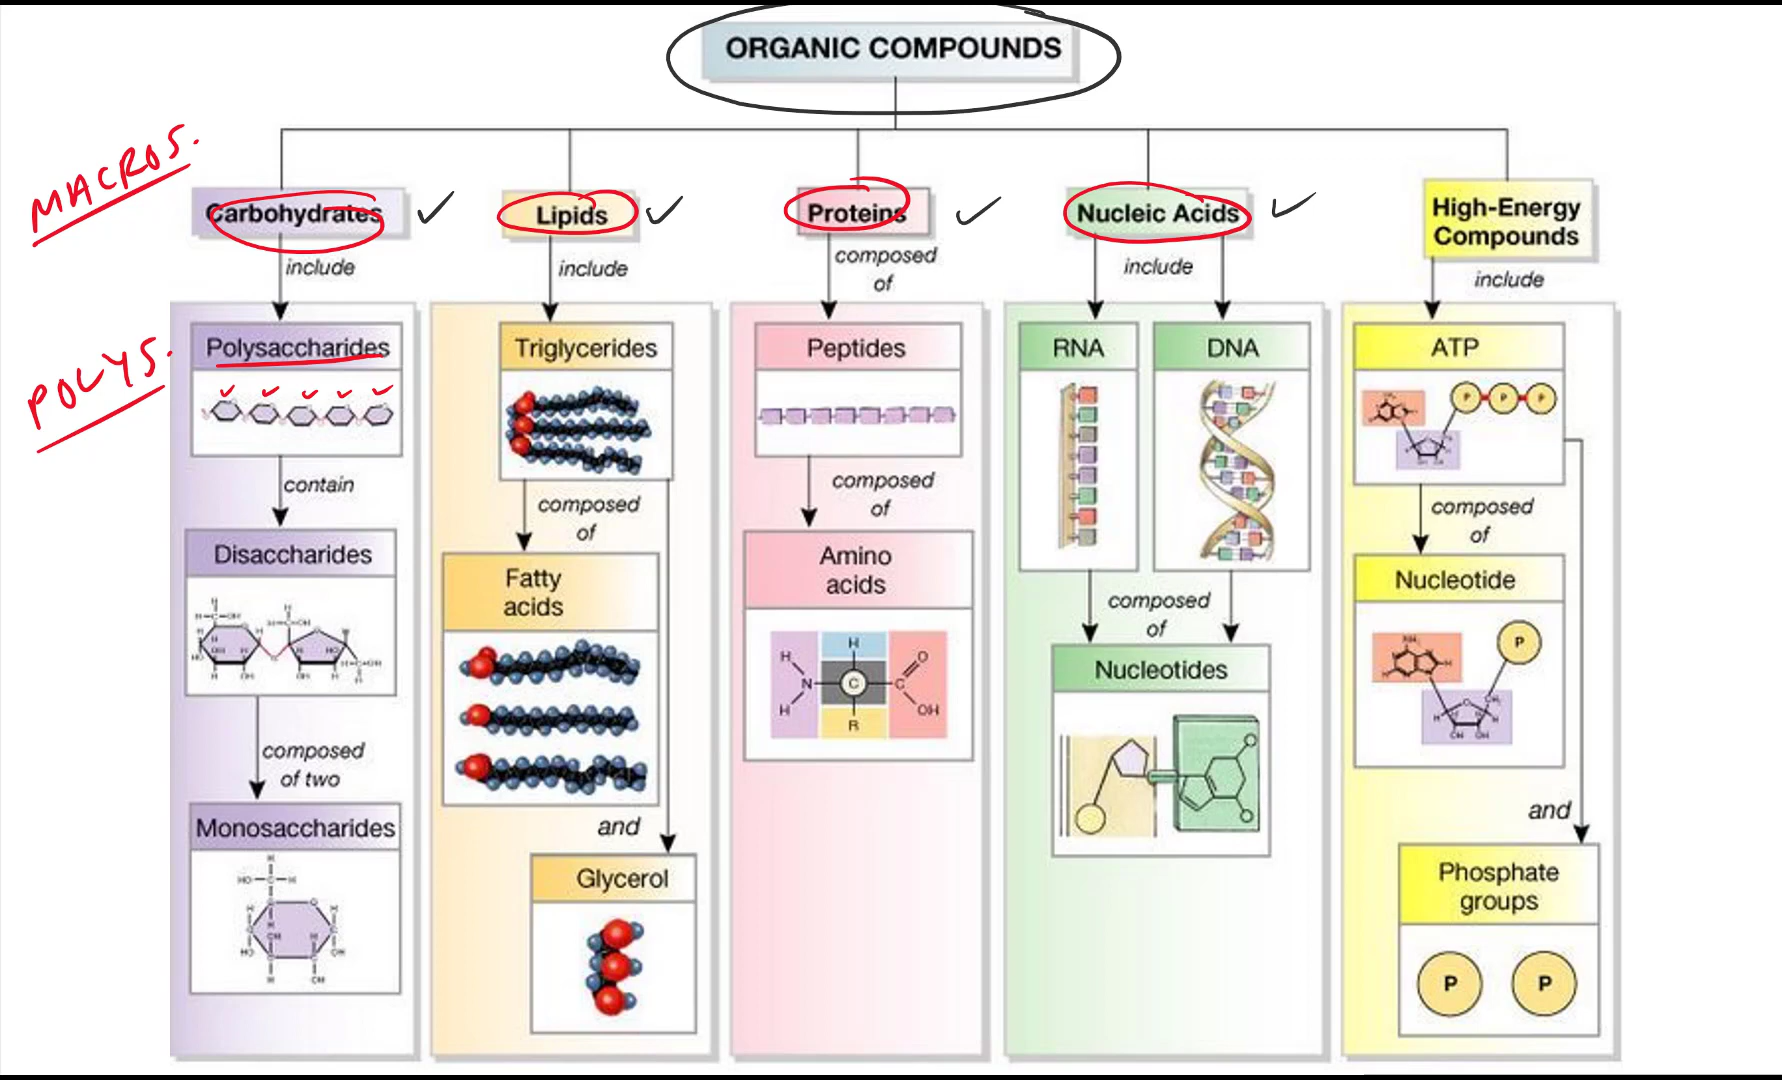 ORGANIC COMPOUNDS
MACROS.
Carbohydrates
Lipids
Proteins
Nucleic Acids
High-Energy
Compounds
include
include
composed
of
include
include
POLYS.
Polysaccharides
Triglycerides
Peptides
RNA
DNA
ATP
P P P
contain
composed
of
composed
of
composed
of
Disaccharides
Fatty
acids
Amino
acids
H
H
N
C
C
O
OH
R
composed
of
Nucleotide
P
Nucleotides
composed
of two
and
and
Monosaccharides
HO C H
Glycerol
Phosphate
groups
P P